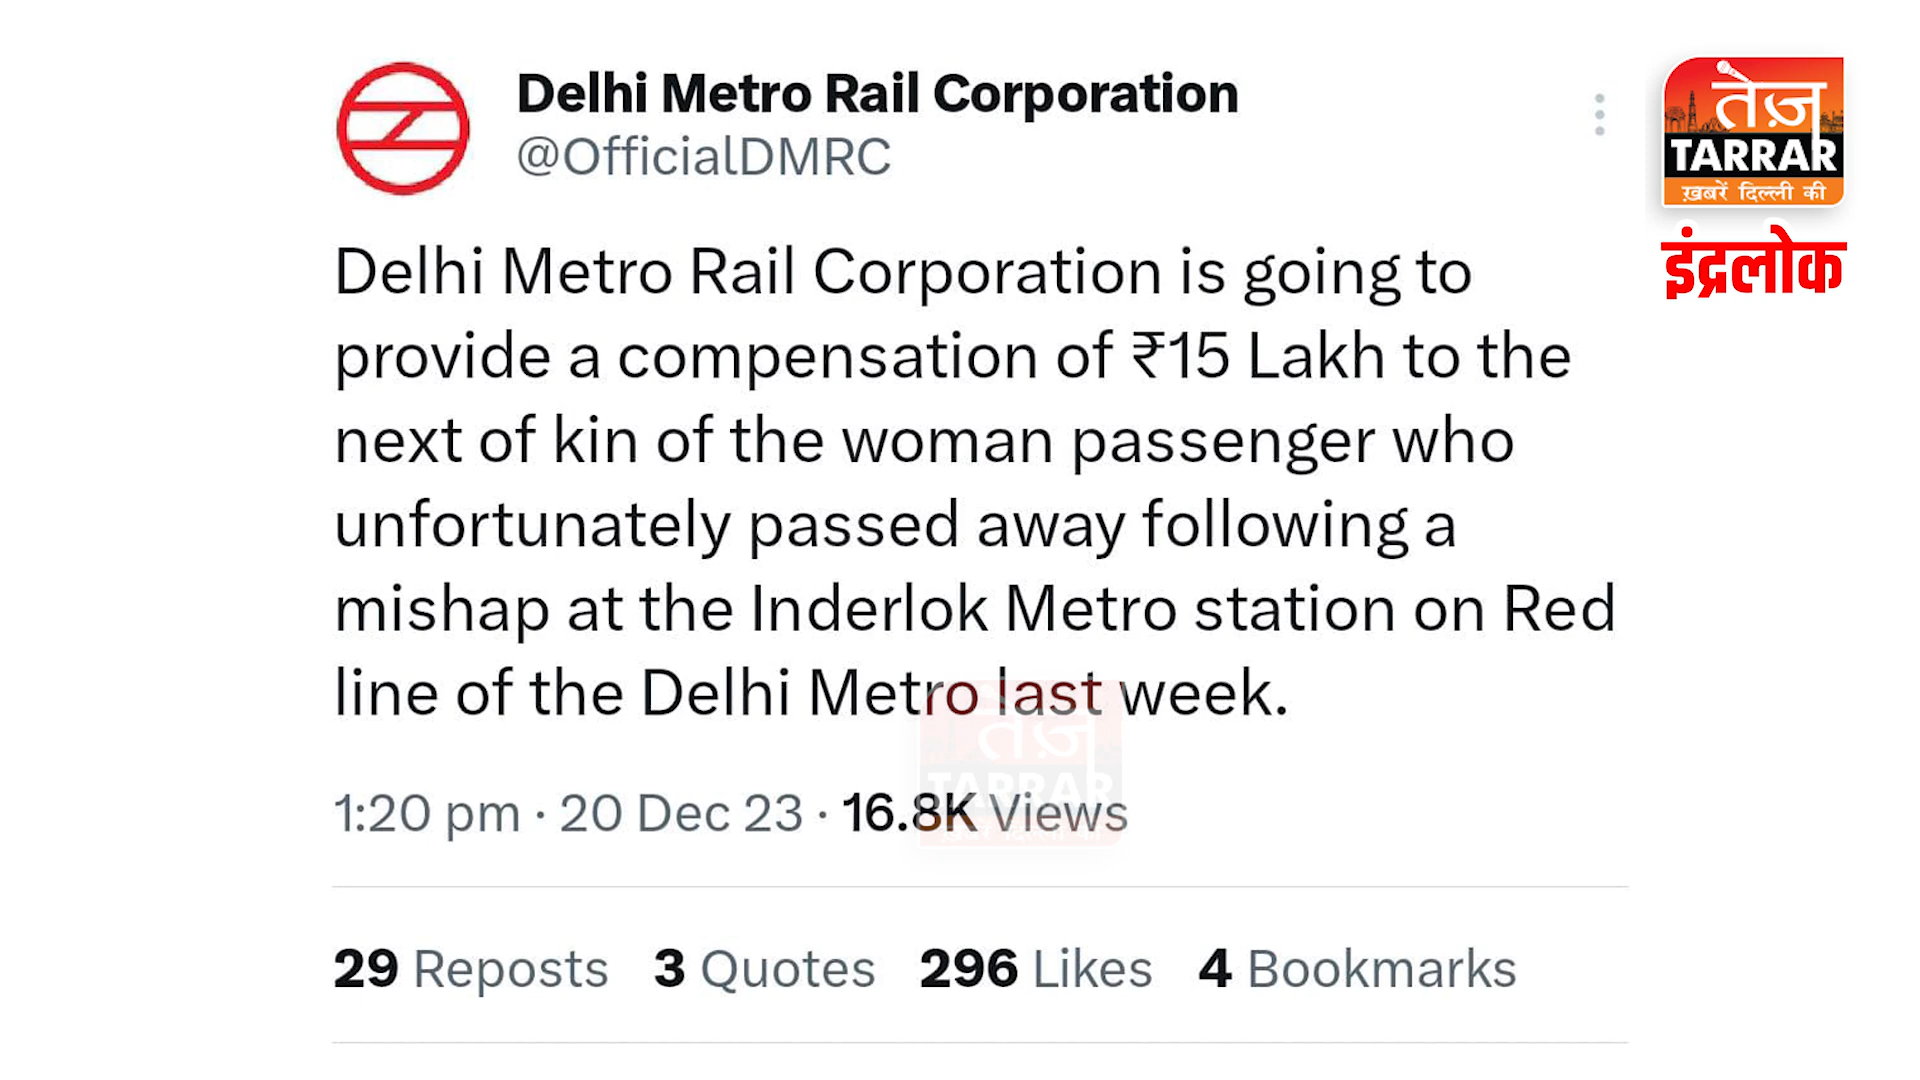 Delhi Metro Rail Corporation
@OfficialDMRC
तेज़
TARRAR
ख़बरें दिल्ली की
इंद्रलोक
Delhi Metro Rail Corporation is going to
provide a compensation of ₹15 Lakh to the
next of kin of the woman passenger who
unfortunately passed away following a
mishap at the Inderlok Metro station on Red
line of the Delhi Metro last week.
तेज़
TARRAR
ख़बरें दिल्ली की
1:20 pm · 20 Dec 23 · 16.8K Views
29 Reposts 3 Quotes 296 Likes 4 Bookmarks